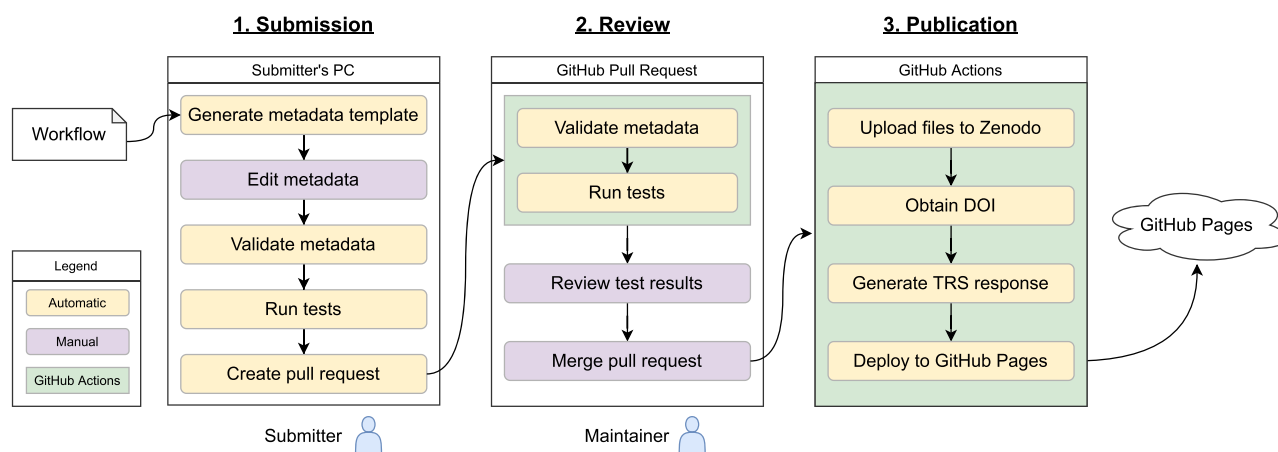 1. Submission
2. Review
3. Publication
Submitter's PC
GitHub Pull Request
GitHub Actions
Workflow
Generate metadata template
Edit metadata
Validate metadata
Run tests
Create pull request
Validate metadata
Run tests
Review test results
Merge pull request
Upload files to Zenodo
Obtain DOI
Generate TRS response
Deploy to GitHub Pages
GitHub Pages
Legend
Automatic
Manual
GitHub Actions
Submitter
Maintainer